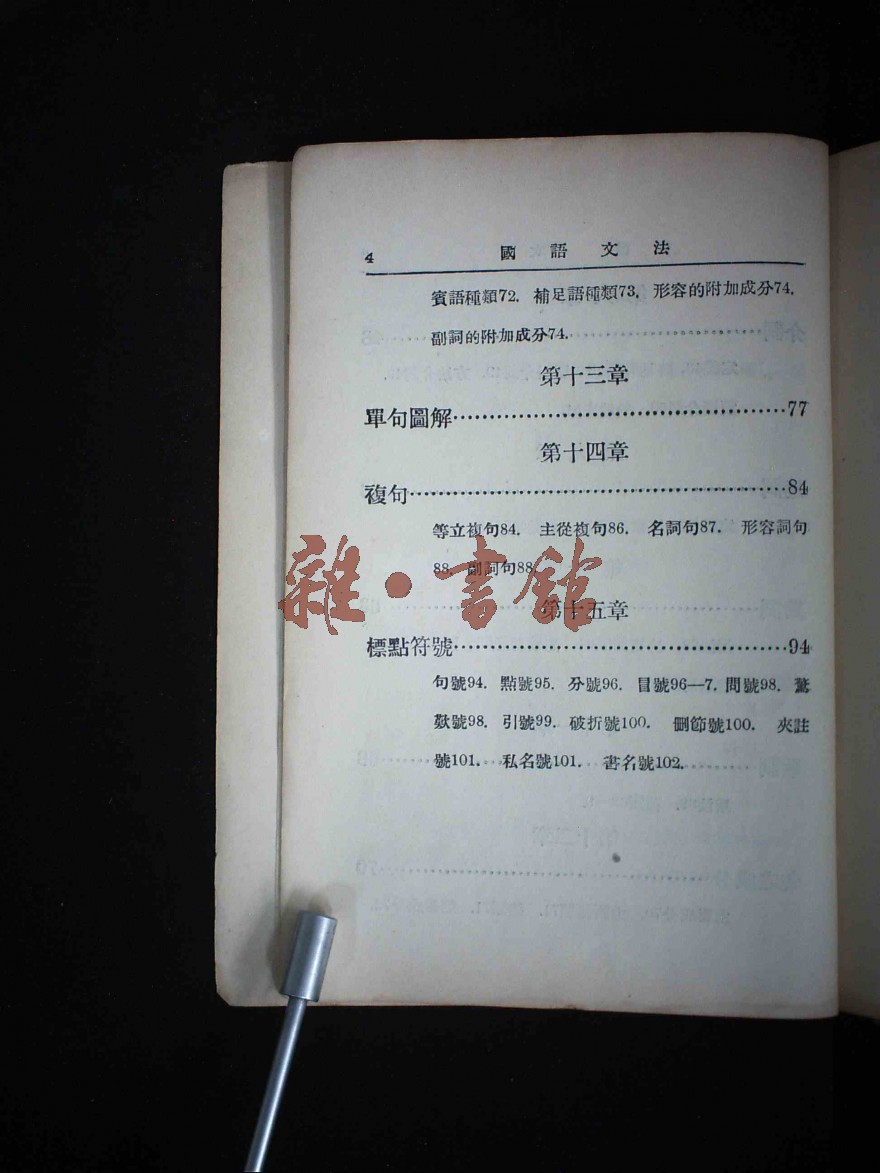 4 國語文法
賓語種類72. 補足語種類73. 形容的附加成分74.
副詞的附加成分74.
第十三章
單句圖解……………………………………77
第十四章
複句…………………………………………84
等立複句84. 主從複句86. 名詞句87. 形容詞句
88. 副詞句88.
雜·書館
第十五章
標點符號……………………………………94
句號94. 點號95. 分號96. 冒號96—7. 問號98. 驚
歎號98. 引號99. 破折號100. 刪節號100. 夾註
號101. 私名號101. 書名號102.